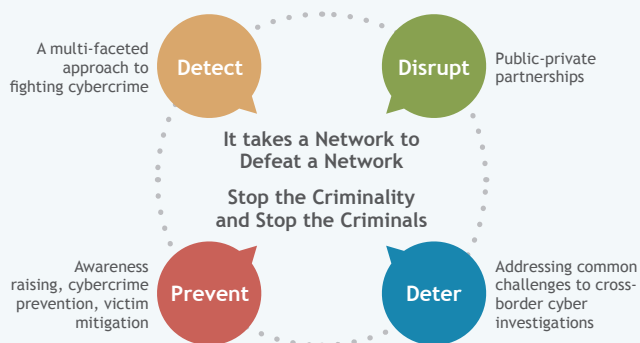 A multi-faceted
approach to
fighting cybercrime
Detect
Disrupt
Public-private
partnerships
It takes a Network to
Defeat a Network
Stop the Criminality
and Stop the Criminals
Awareness
raising, cybercrime
prevention, victim
mitigation
Prevent
Deter
Addressing common
challenges to cross-
border cyber
investigations